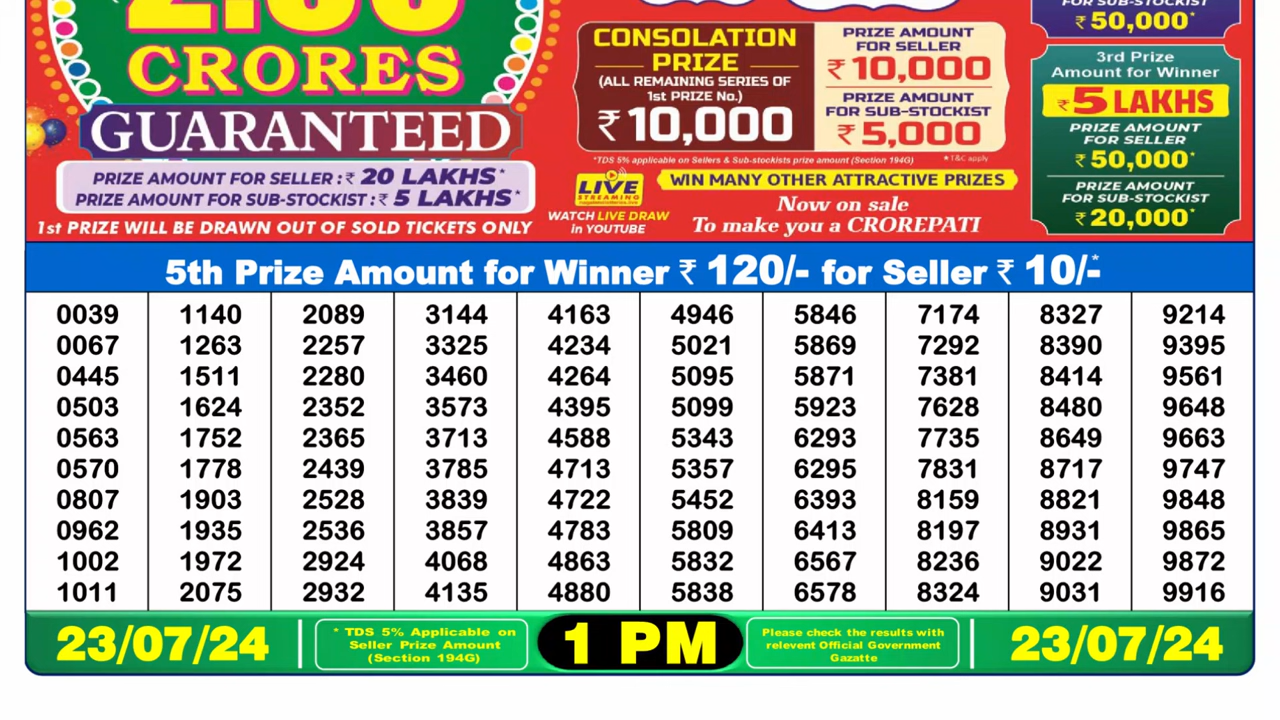 CRORES
GUARANTEED
PRIZE AMOUNT FOR SELLER :₹ 20 LAKHS*
PRIZE AMOUNT FOR SUB-STOCKIST :₹ 5 LAKHS*
1st PRIZE WILL BE DRAWN OUT OF SOLD TICKETS ONLY
CONSOLATION
PRIZE
(ALL REMAINING SERIES OF
1st PRIZE No.)
₹ 10,000
PRIZE AMOUNT
FOR SELLER
₹ 10,000
PRIZE AMOUNT
FOR SUB-STOCKIST
₹ 5,000
*TDS 5% applicable on Sellers & Sub-stockists prize amount (Section 194G)
*T&C apply
LIVE
STREAMING
WATCH LIVE DRAW
in YOUTUBE
WIN MANY OTHER ATTRACTIVE PRIZES
Now on sale
To make you a CROREPATI
FOR SUB-STOCKIST
₹ 50,000*
3rd Prize
Amount for Winner
₹ 5 LAKHS
PRIZE AMOUNT
FOR SELLER
₹ 50,000*
PRIZE AMOUNT
FOR SUB-STOCKIST
₹ 20,000*
5th Prize Amount for Winner ₹ 120/- for Seller ₹ 10/-*
0039 1140 2089 3144 4163 4946 5846 7174 8327 9214
0067 1263 2257 3325 4234 5021 5869 7292 8390 9395
0445 1511 2280 3460 4264 5095 5871 7381 8414 9561
0503 1624 2352 3573 4395 5099 5923 7628 8480 9648
0563 1752 2365 3713 4588 5343 6293 7735 8649 9663
0570 1778 2439 3785 4713 5357 6295 7831 8717 9747
0807 1903 2528 3839 4722 5452 6393 8159 8821 9848
0962 1935 2536 3857 4783 5809 6413 8197 8931 9865
1002 1972 2924 4068 4863 5832 6567 8236 9022 9872
1011 2075 2932 4135 4880 5838 6578 8324 9031 9916
23/07/24
* TDS 5% Applicable on
Seller Prize Amount
(Section 194G)
1 PM
Please check the results with
relevent Official Government
Gazatte
23/07/24